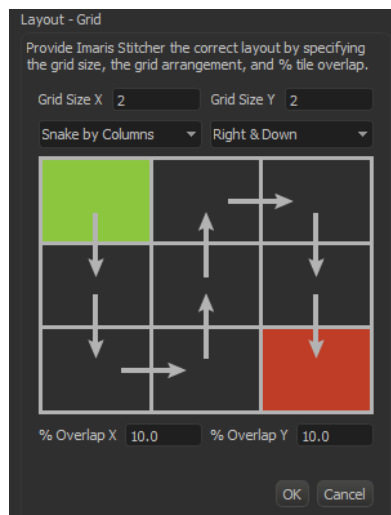 Layout - Grid
Provide Imaris Stitcher the correct layout by specifying
the grid size, the grid arrangement, and % tile overlap.
Grid Size X 2 Grid Size Y 2
Snake by Columns Right & Down
% Overlap X 10.0 % Overlap Y 10.0
OK Cancel